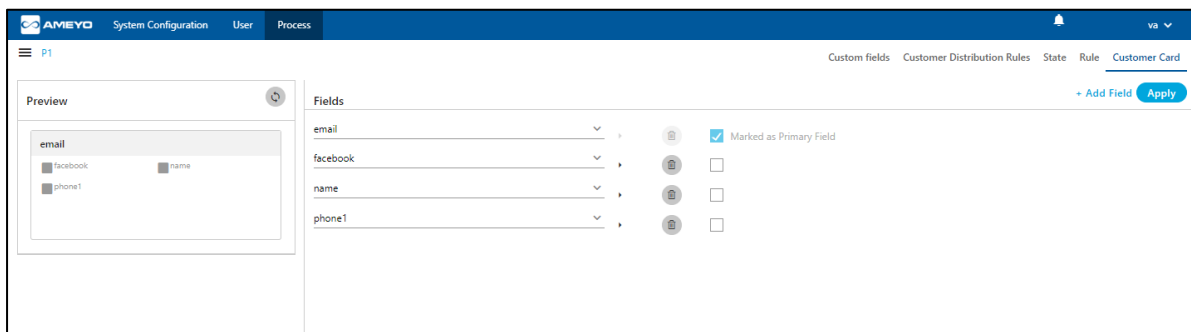 AMEYO System Configuration User Process va
P1 Custom fields Customer Distribution Rules State Rule Customer Card
Preview Fields + Add Field Apply
email email Marked as Primary Field
facebook name facebook
phone1 name
phone1